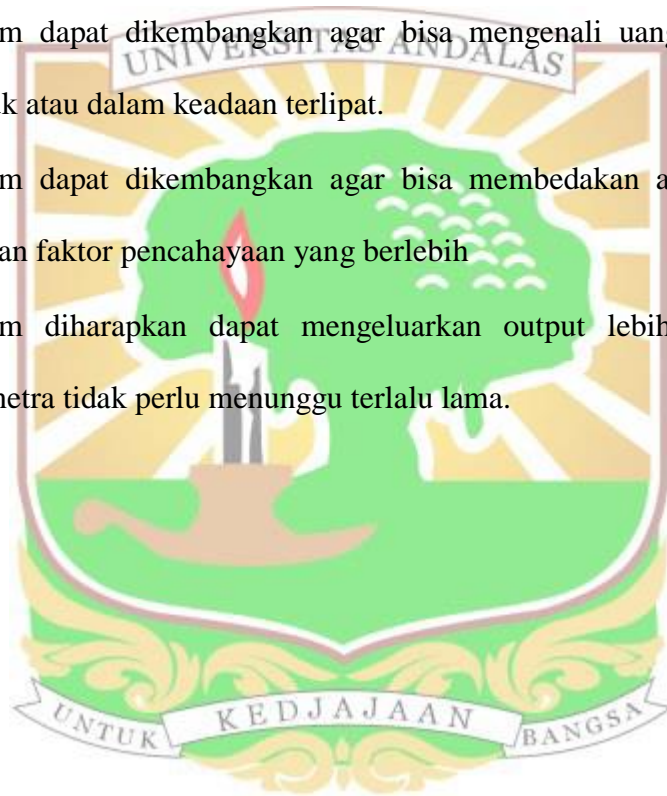 m dapat dikembangkan agar bisa mengenali uang
UNIVERSITAS ANDALAS
k atau dalam keadaan terlipat.
m dapat dikembangkan agar bisa membedakan a
an faktor pencahayaan yang berlebih
m diharapkan dapat mengeluarkan output lebih
netra tidak perlu menunggu terlalu lama.
UNTUK KEDJAJAAN BANGSA